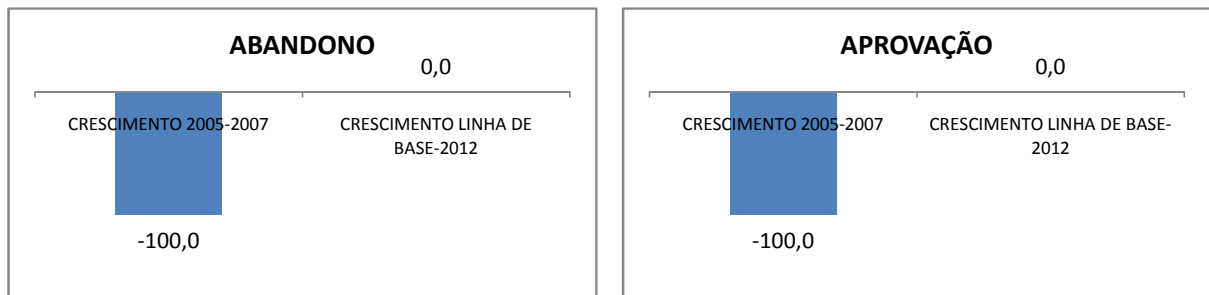 ABANDONO
0,0
CRESCIMENTO 2005-2007
CRESCIMENTO LINHA DE
BASE-2012
-100,0
APROVAÇÃO
0,0
CRESCIMENTO 2005-2007
CRESCIMENTO LINHA DE BASE-
2012
-100,0